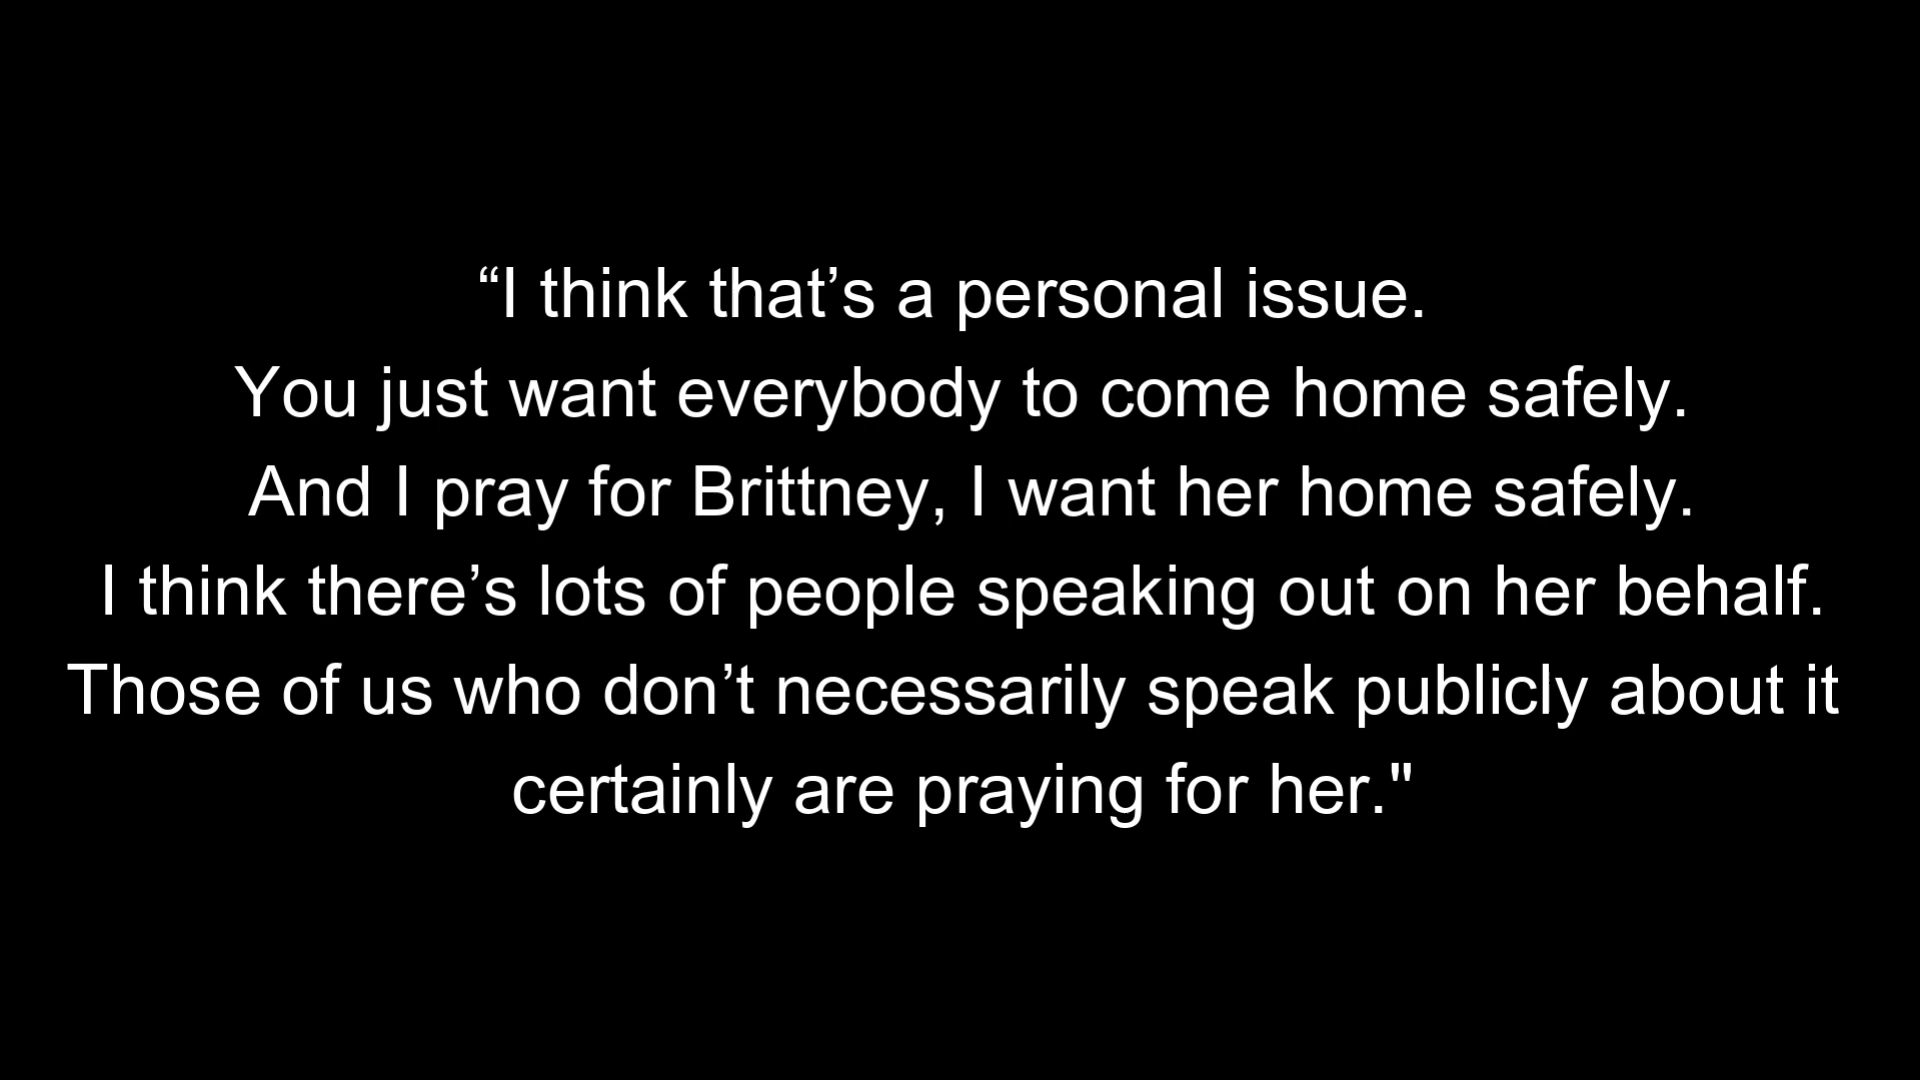 “I think that’s a personal issue.
You just want everybody to come home safely.
And I pray for Brittney, I want her home safely.
I think there’s lots of people speaking out on her behalf.
Those of us who don’t necessarily speak publicly about it
certainly are praying for her."